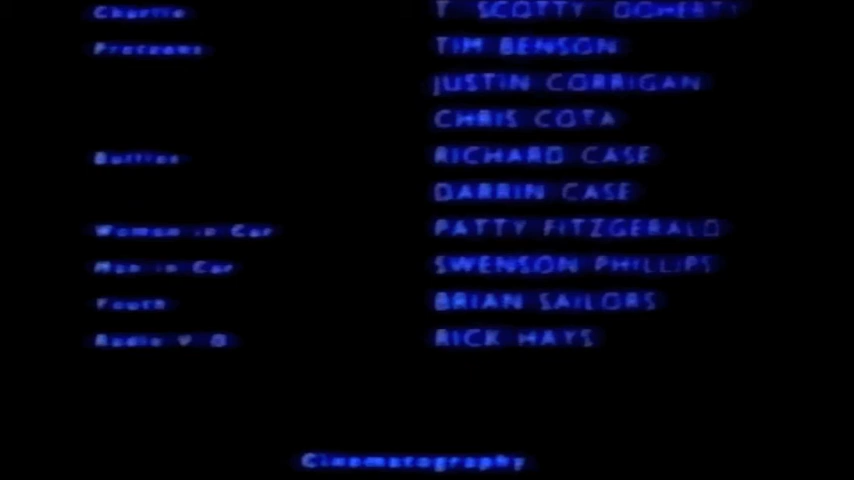 Charlie T SCOTTY DOHERTY
TIM BENSON
JUSTIN CORRIGAN
CHRIS COTA
Bullies RICHARD CASE
DARRIN CASE
Woman in Car PATTY FITZGERALD
Man in Car SWENSON PHILLIPS
Youth BRIAN SAILORS
Radio V O RICK HAYS
Cinematography